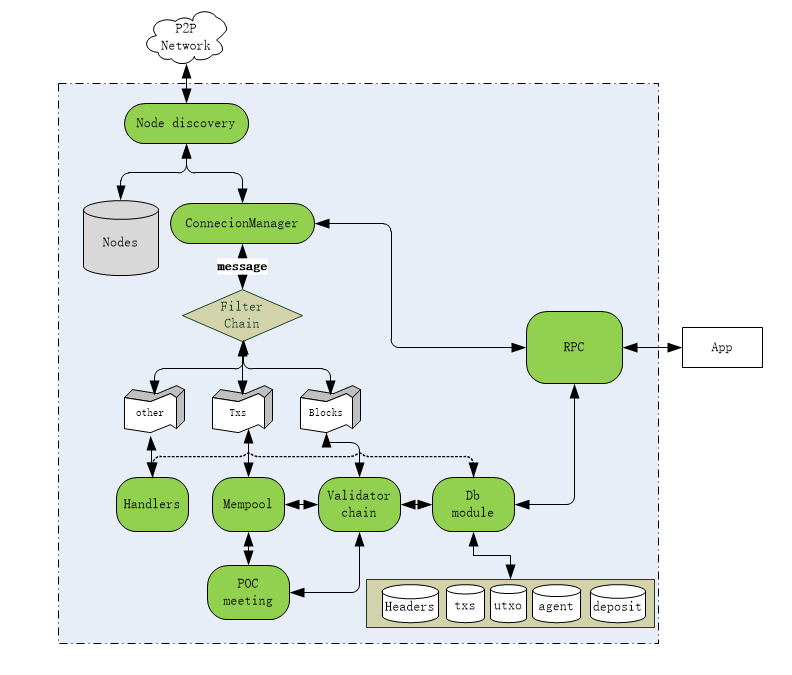 P2P
Network
Node discovery
Nodes
ConnecionManager
message
Filter
Chain
RPC
App
other
Txs
Blocks
Handlers
Mempool
Validator
chain
Db
module
POC
meeting
Headers
txs
utxo
agent
deposit